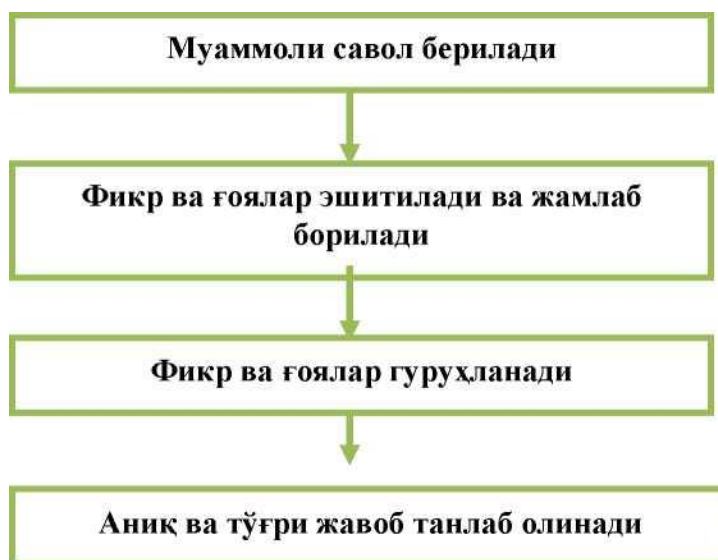 Муаммоли савол берилади
Фикр ва ғоялар эшитилади ва жамлаб
борилади
Фикр ва ғоялар гуруҳланади
Аниқ ва тўғри жавоб танлаб олинади